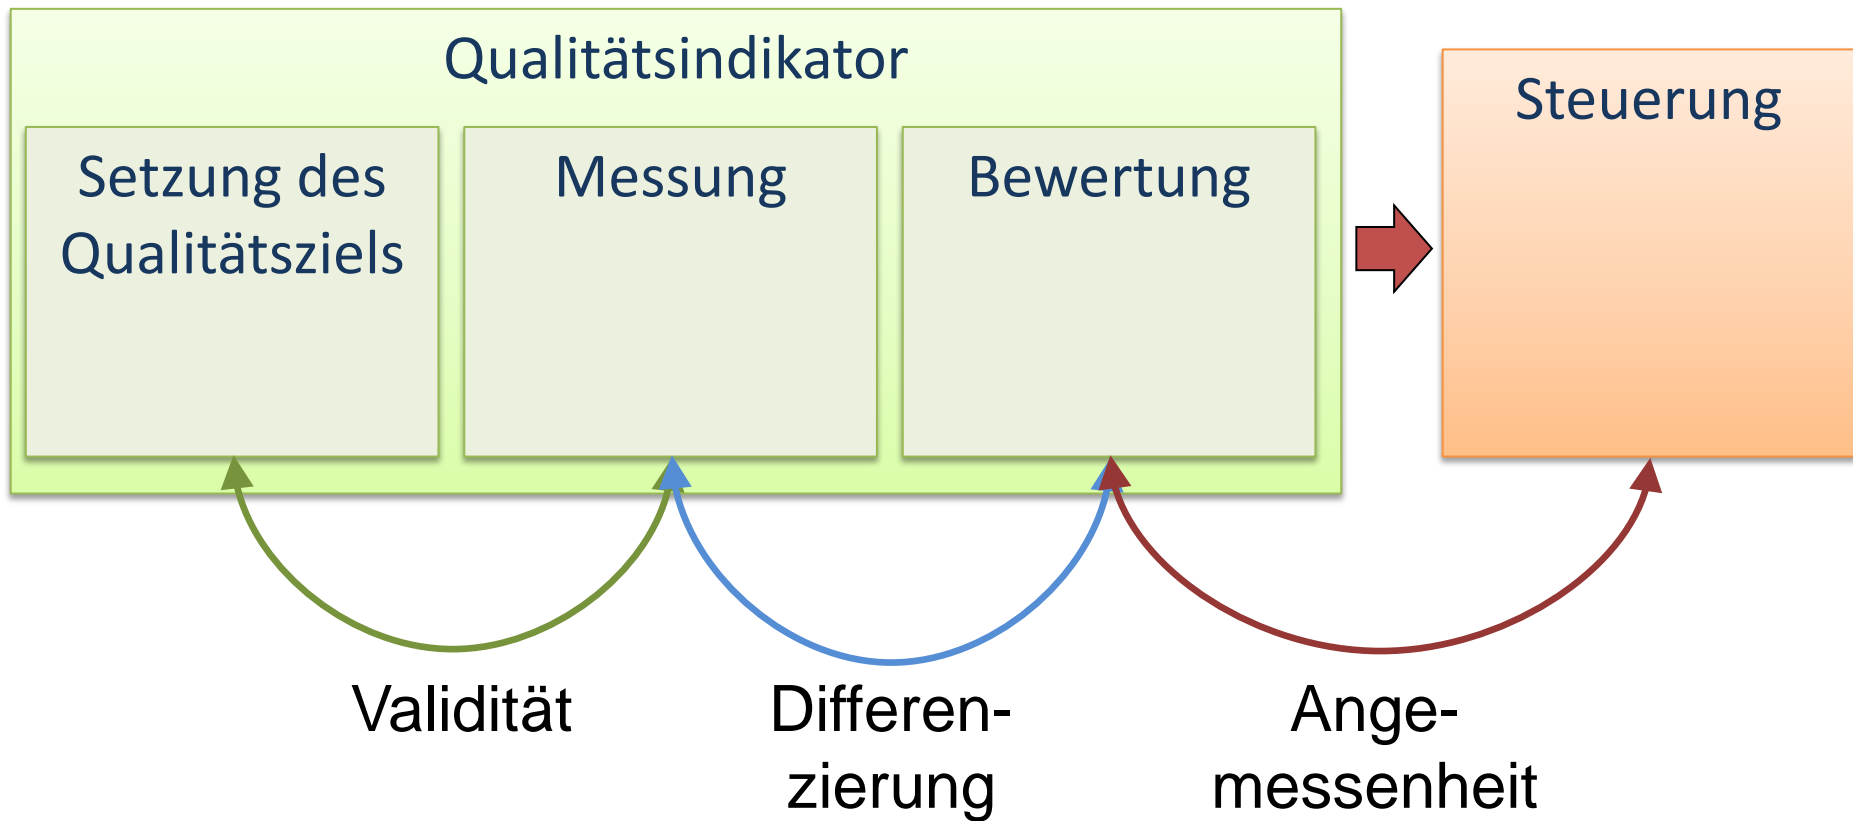 Qualitätsindikator
Setzung des
Qualitätsziels
Messung
Bewertung
Steuerung
Validität
Differen-
zierung
Ange-
messenheit